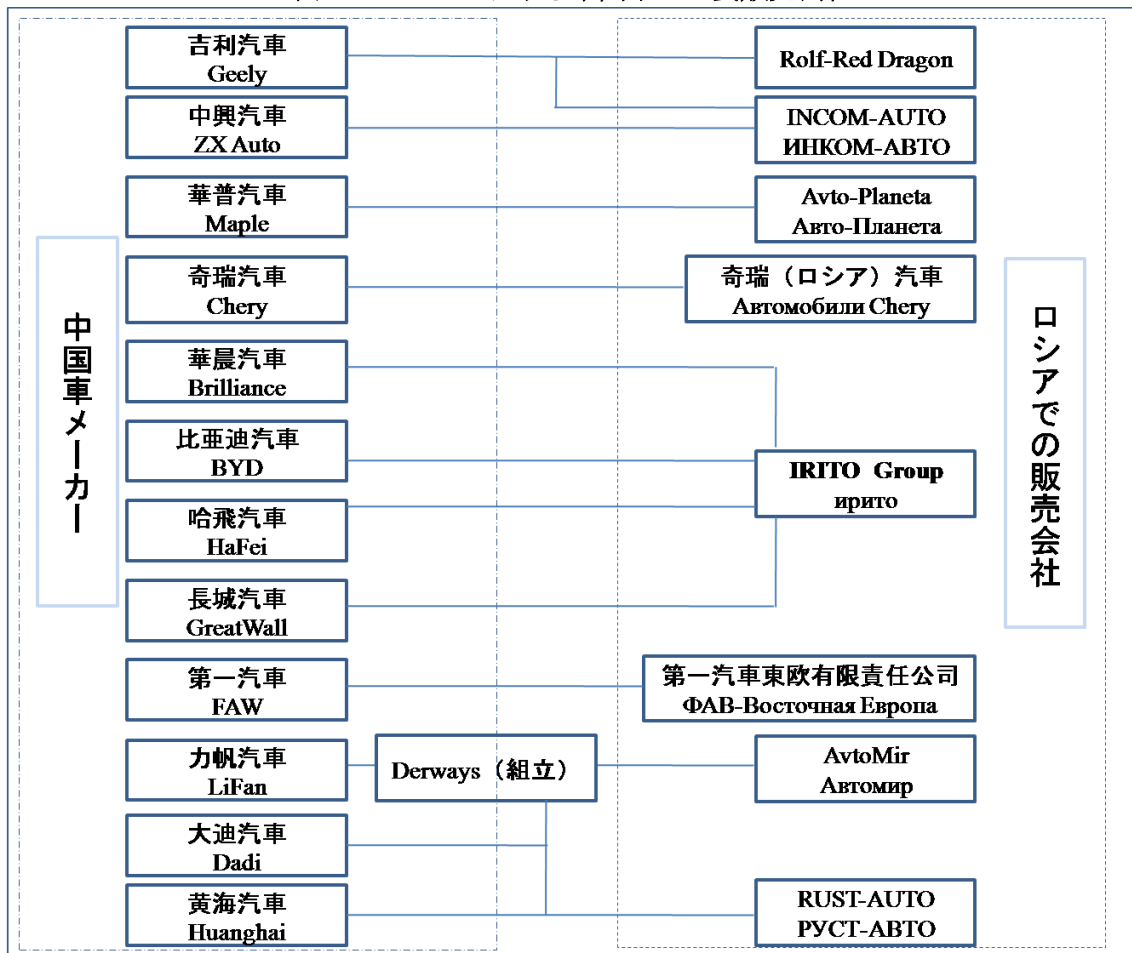 吉利汽車
Geely
Rolf-Red Dragon
中興汽車
ZX Auto
INCOM-AUTO
ИНКОМ-АВТО
華普汽車
Maple
Avto-Planeta
Авто-Планета
中国車メーカー
奇瑞汽車
Chery
奇瑞（ロシア）汽車
Автомобили Chery
ロシアでの販売会社
華晨汽車
Brilliance
比亜迪汽車
BYD
IRITO Group
ирито
哈飛汽車
HaFei
長城汽車
GreatWall
第一汽車
FAW
第一汽車東欧有限責任公司
ФАВ-Восточная Европа
力帆汽車
LiFan
Derways（組立）
AvtoMir
Автомир
大迪汽車
Dadi
黄海汽車
Huanghai
RUST-AUTO
РУСТ-АВТО